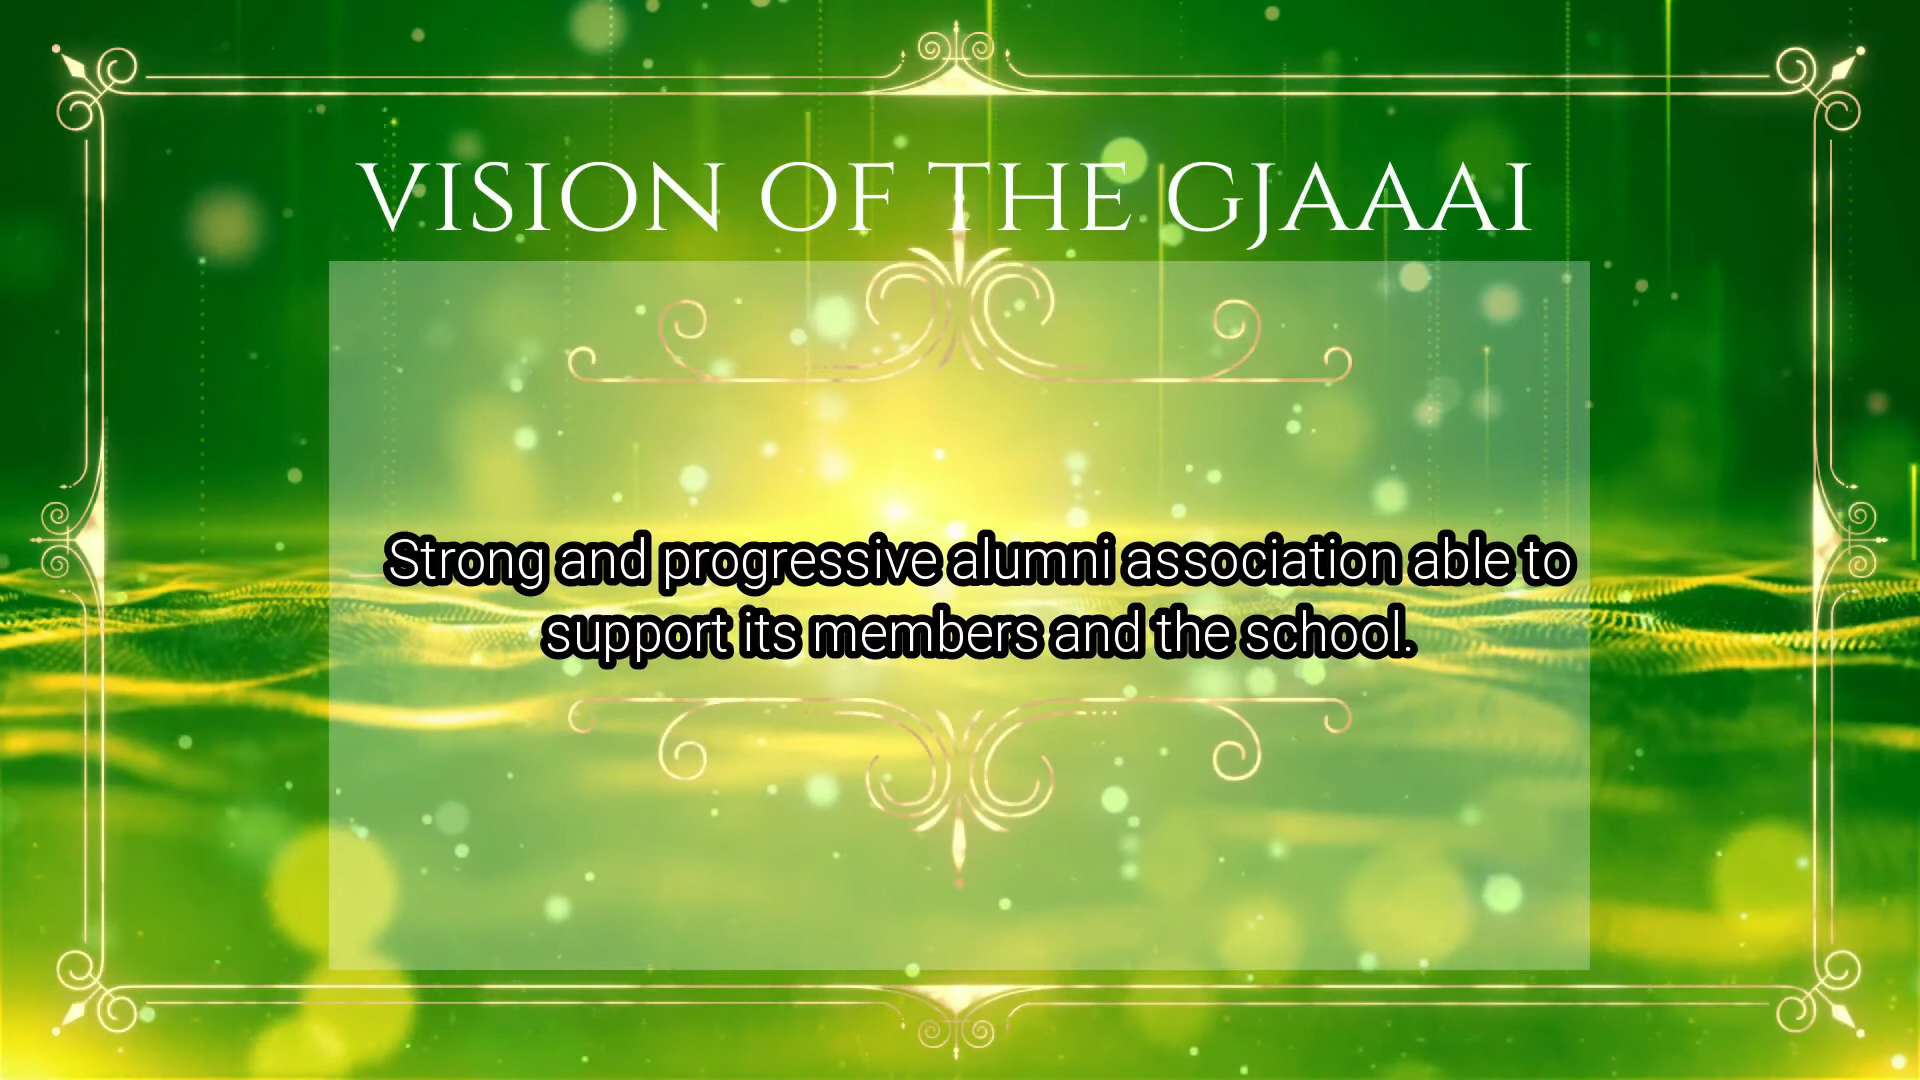 VISION OF THE GJAAAI
Strong and progressive alumni association able to
support its members and the school.